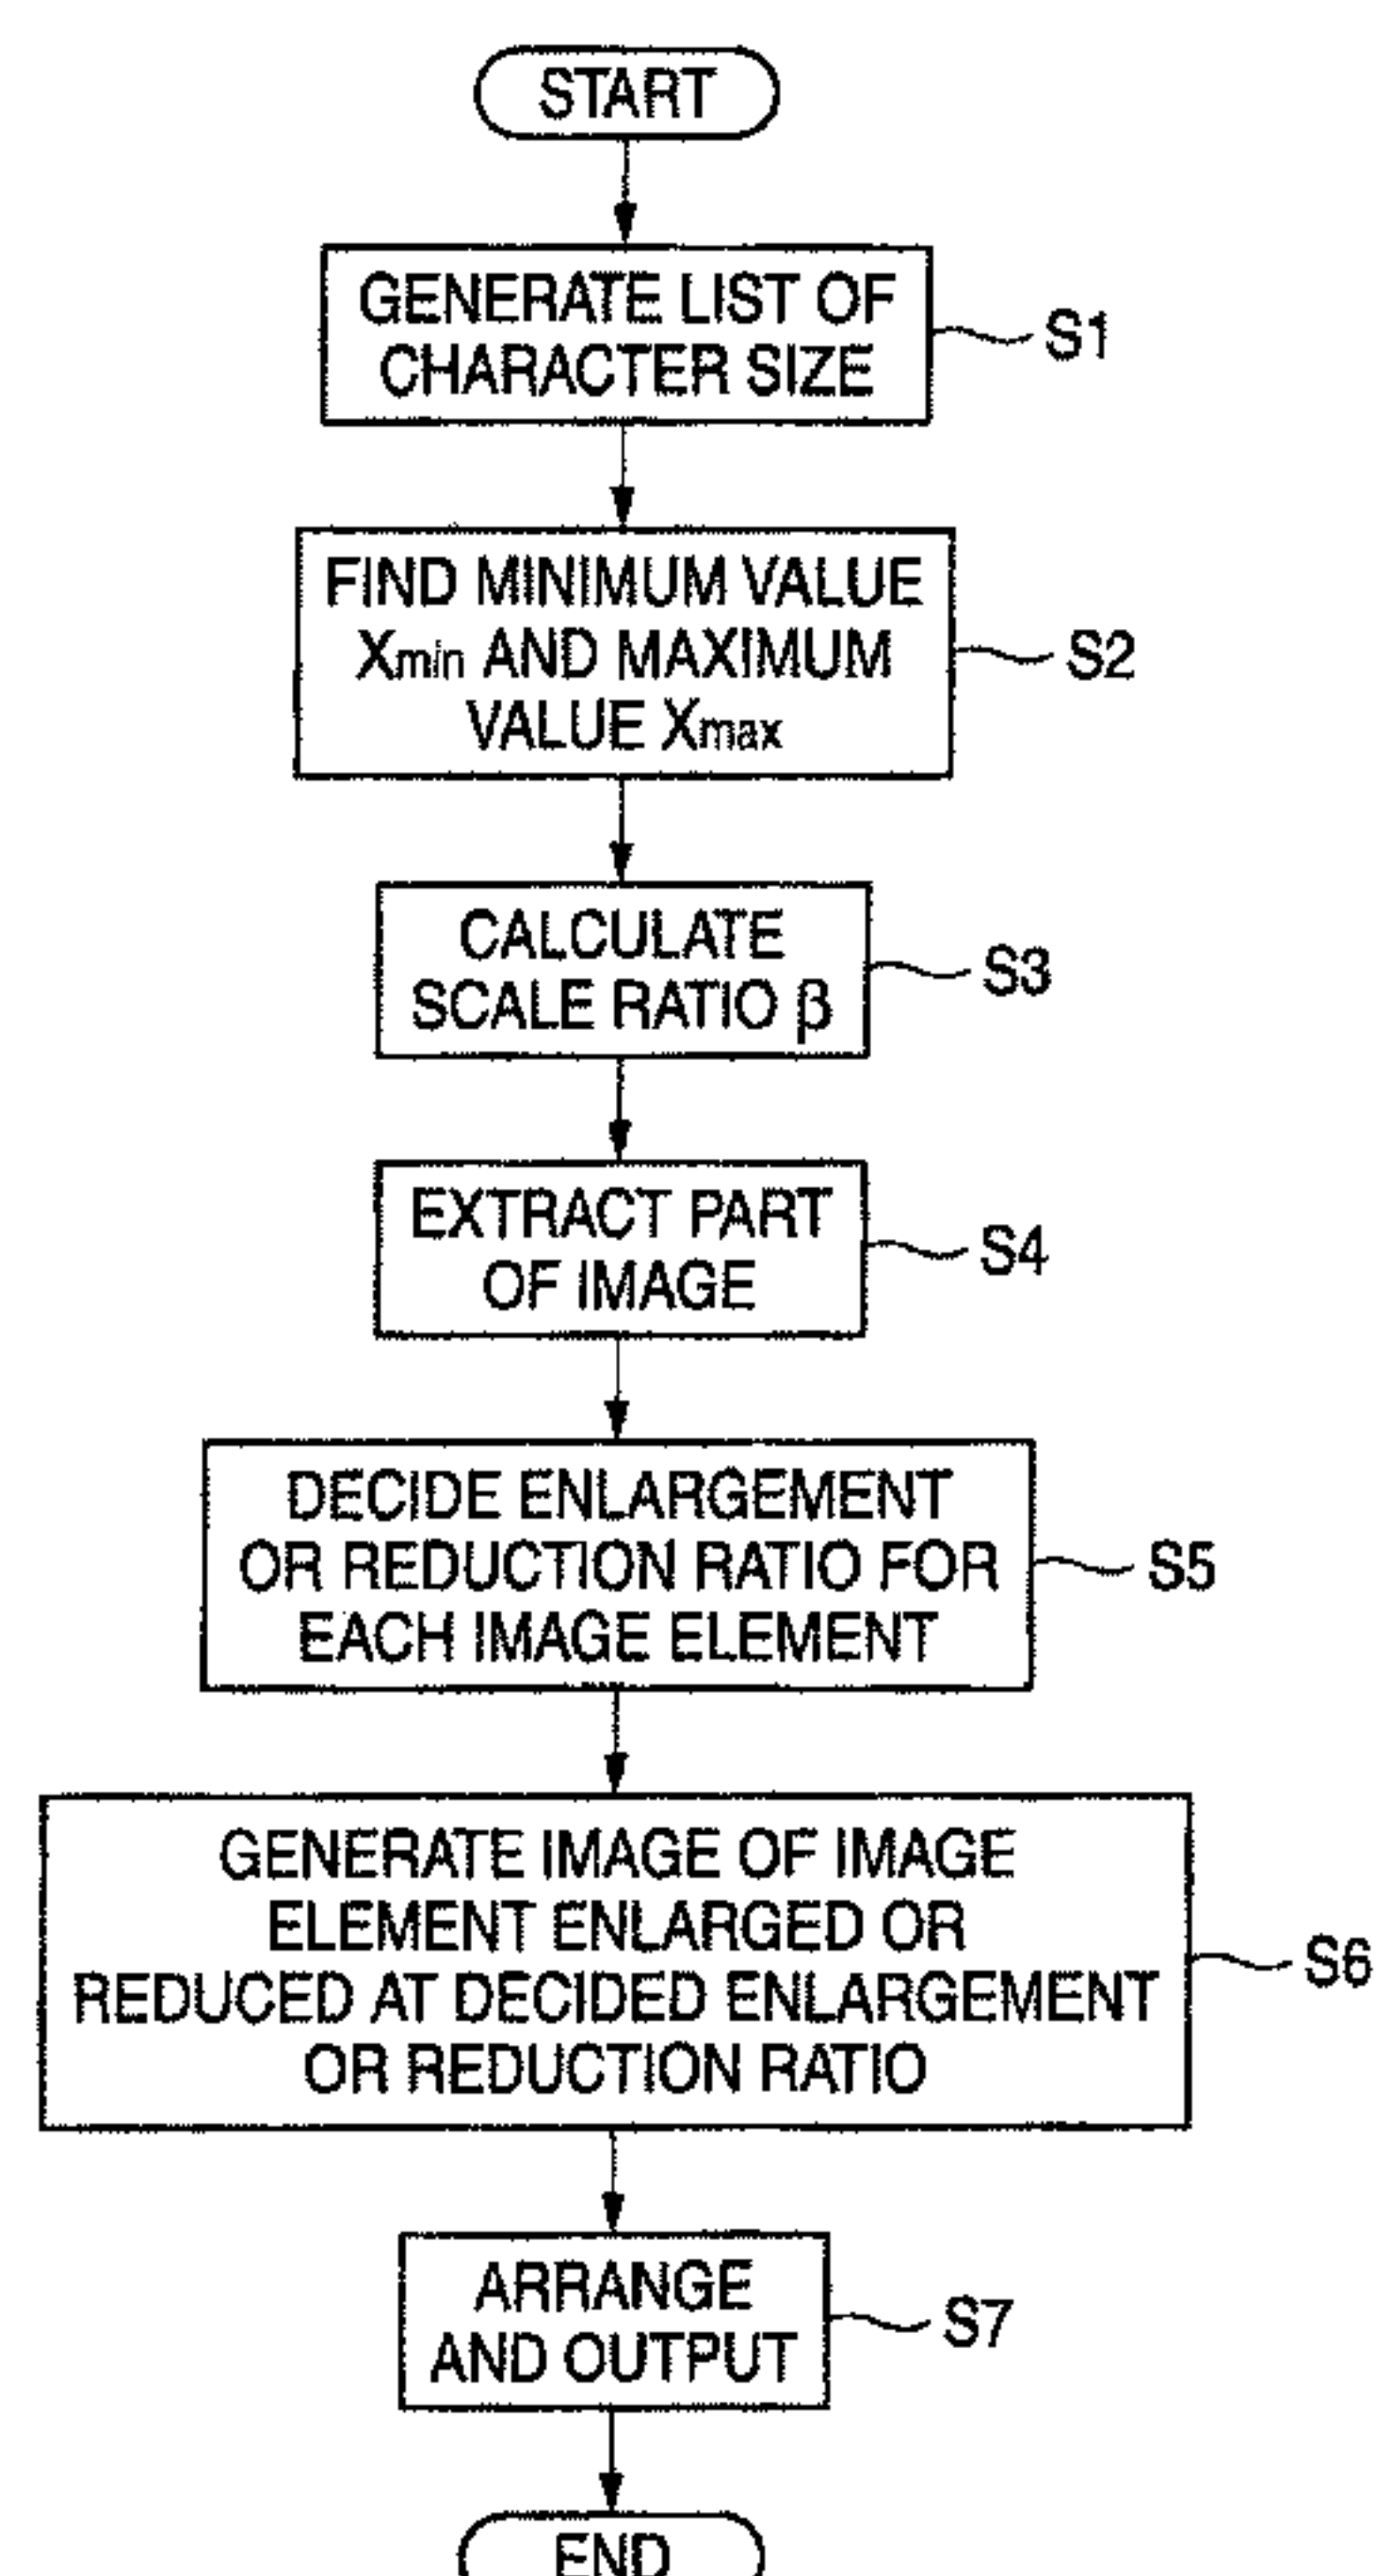 START
GENERATE LIST OF
CHARACTER SIZE
S1
FIND MINIMUM VALUE
Xmin AND MAXIMUM
VALUE Xmax
S2
CALCULATE
SCALE RATIO β
S3
EXTRACT PART
OF IMAGE
S4
DECIDE ENLARGEMENT
OR REDUCTION RATIO FOR
EACH IMAGE ELEMENT
S5
GENERATE IMAGE OF IMAGE
ELEMENT ENLARGED OR
REDUCED AT DECIDED ENLARGEMENT
OR REDUCTION RATIO
S6
ARRANGE
AND OUTPUT
S7
END